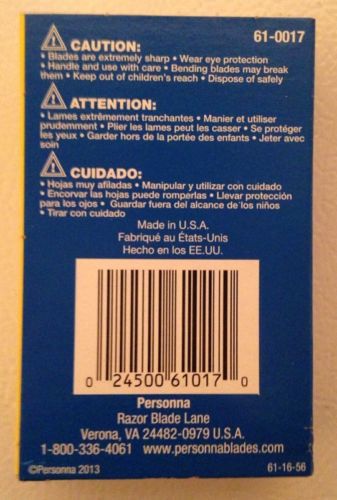 61-0017
CAUTION:
• Blades are extremely sharp • Wear eye protection
• Handle and use with care • Bending blades may break
them • Keep out of children's reach • Dispose of safely
ATTENTION:
• Lames extrêmement tranchantes • Manier et utiliser
prudemment • Plier les lames peut les casser • Se protéger
les yeux • Garder hors de la portée des enfants • Jeter avec
soin
CUIDADO:
• Hojas muy afiladas • Manipular y utilizar con cuidado
• Encorvar las hojas puede romperlas • Llevar protección
para los ojos • Guardar fuera del alcance de los niños
• Tirar con cuidado
Made in U.S.A.
Fabriqué au États-Unis
Hecho en los EE.UU.
0 24500 61017 0
Personna
Razor Blade Lane
Verona, VA 24482-0979 U.S.A.
1-800-336-4061 www.personnablades.com
©Personna 2013 61-16-56